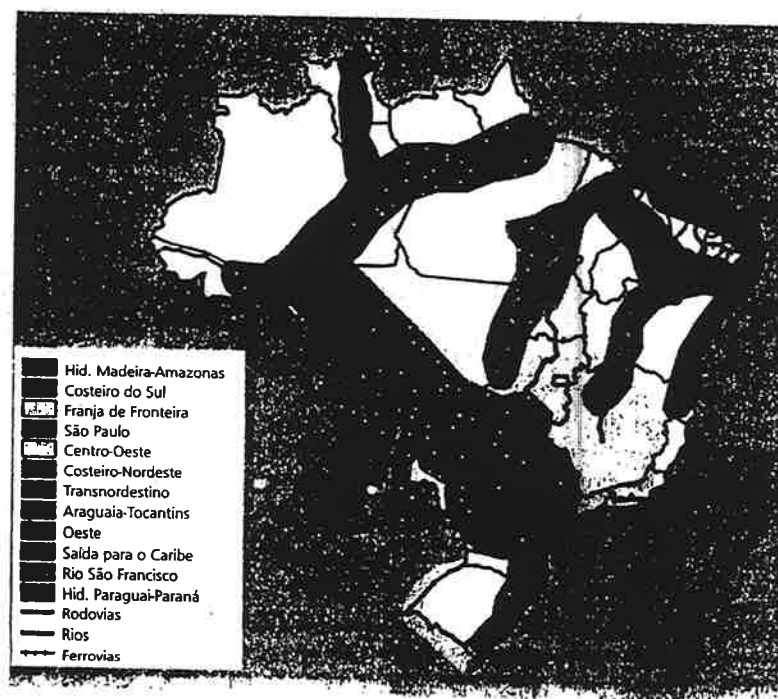 Hid. Madeira-Amazonas
Costeiro do Sul
Franja de Fronteira
São Paulo
Centro-Oeste
Costeiro-Nordeste
Transnordestino
Araguaia-Tocantins
Oeste
Saída para o Caribe
Rio São Francisco
Hid. Paraguai-Paraná
Rodovias
Rios
Ferrovias